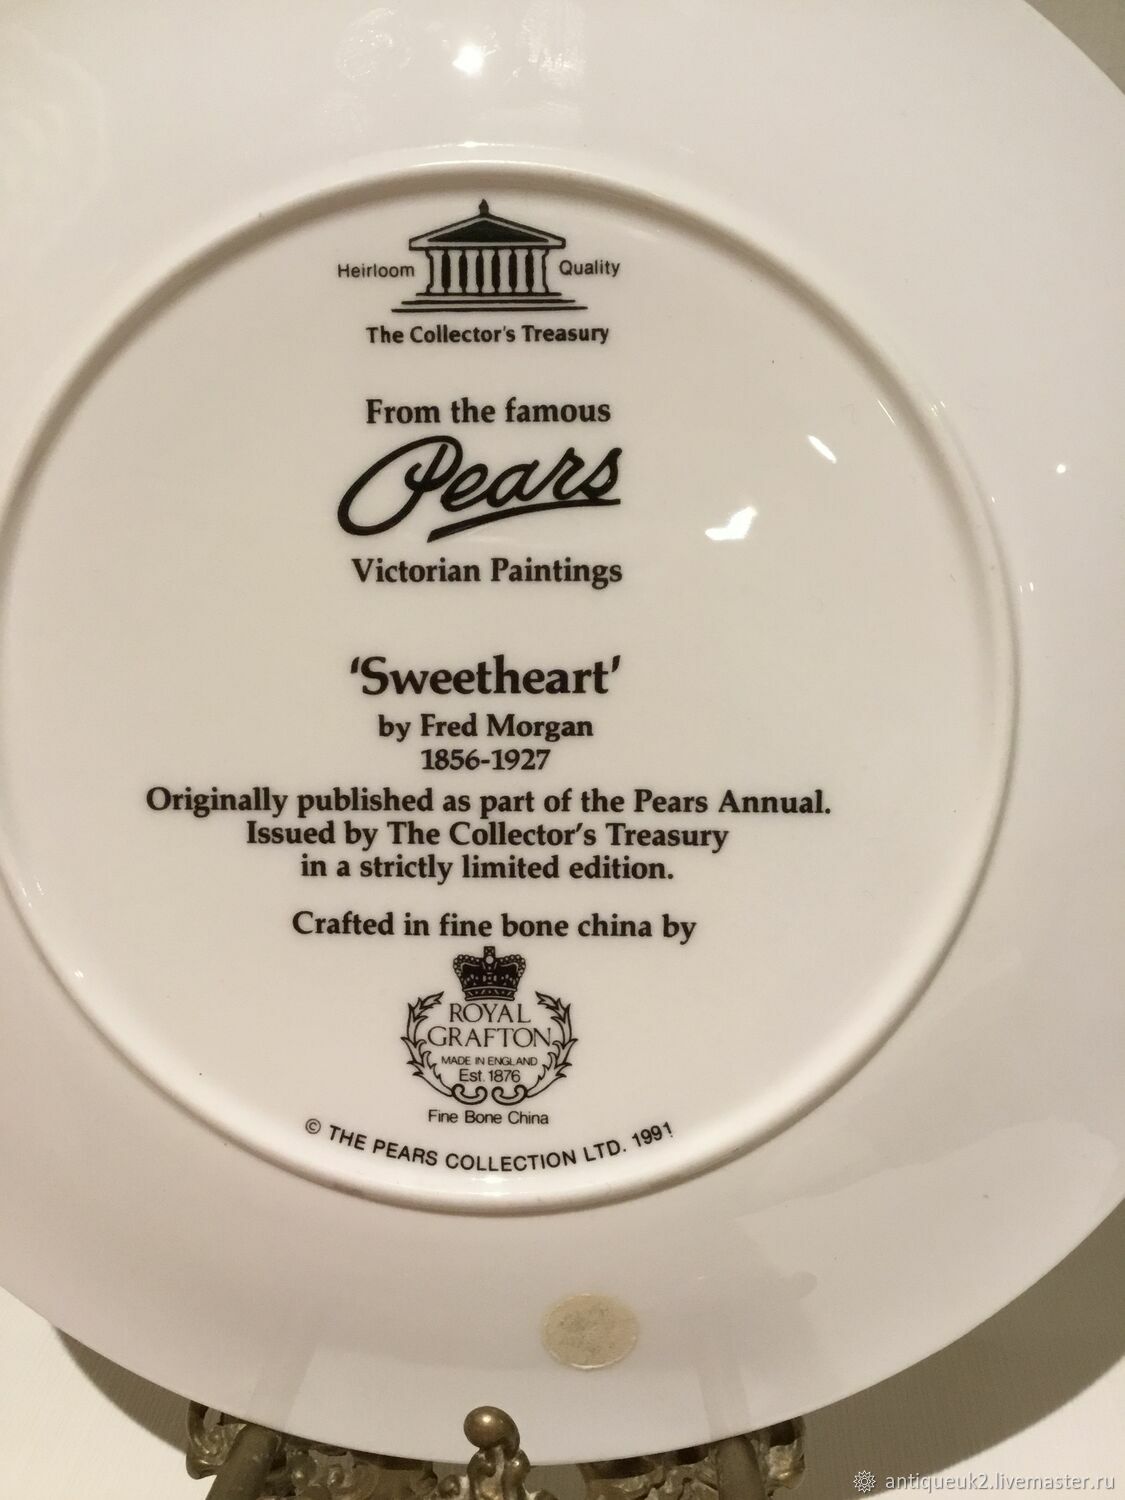 Heirloom Quality
The Collector's Treasury
From the famous
Pears
Victorian Paintings
'Sweetheart'
by Fred Morgan
1856-1927
Originally published as part of the Pears Annual.
Issued by The Collector's Treasury
in a strictly limited edition.
Crafted in fine bone china by
ROYAL
GRAFTON
MADE IN ENGLAND
Est. 1876
Fine Bone China
© THE PEARS COLLECTION LTD. 1991
antiqueuk2.livemaster.ru